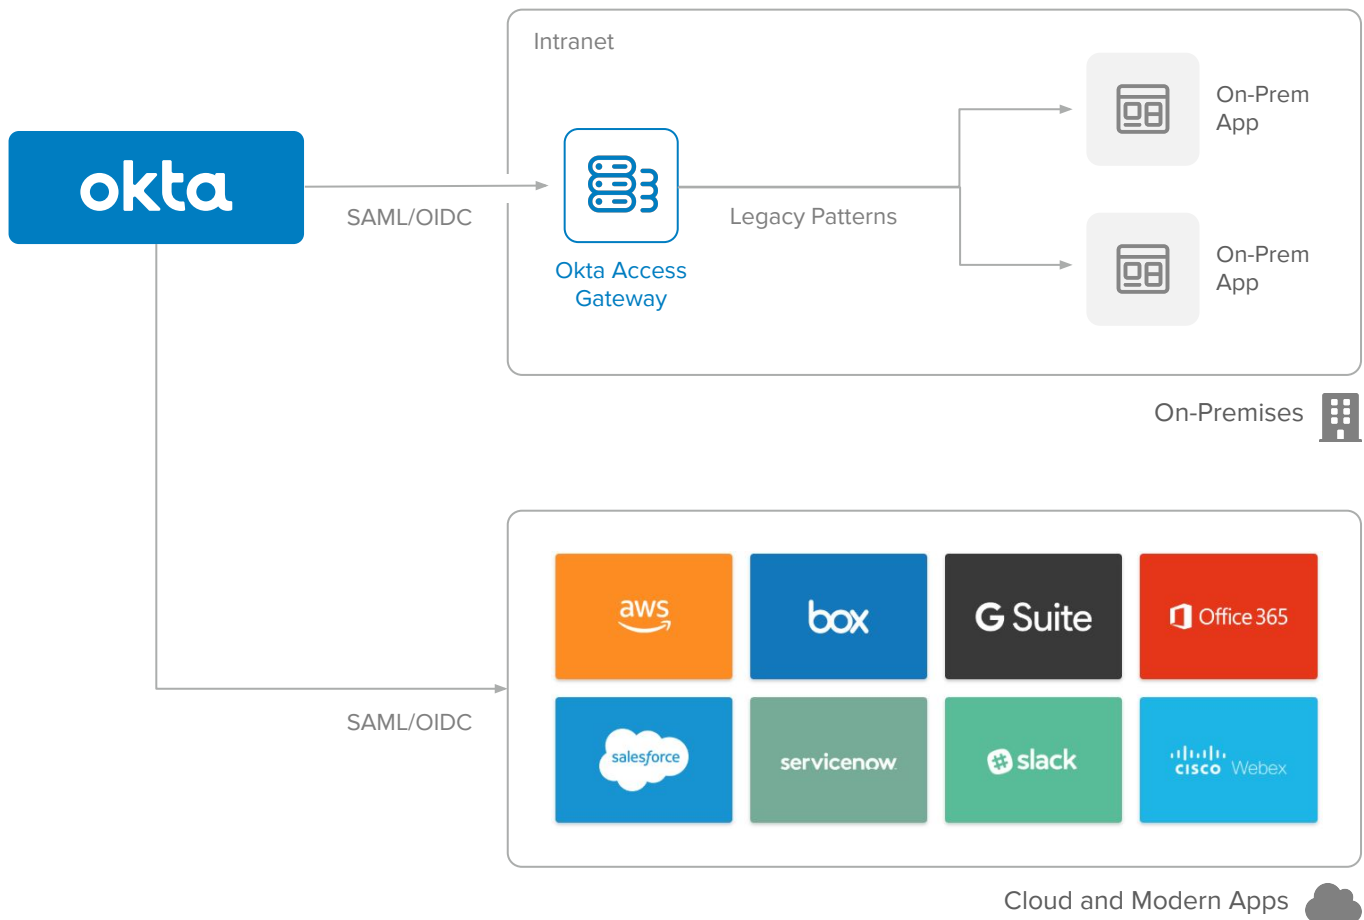 Intranet
okta
SAML/OIDC
Okta Access
Gateway
Legacy Patterns
On-Prem
App
On-Prem
App
On-Premises
SAML/OIDC
aws
box
G Suite
Office 365
salesforce
servicenow
slack
cisco Webex
Cloud and Modern Apps